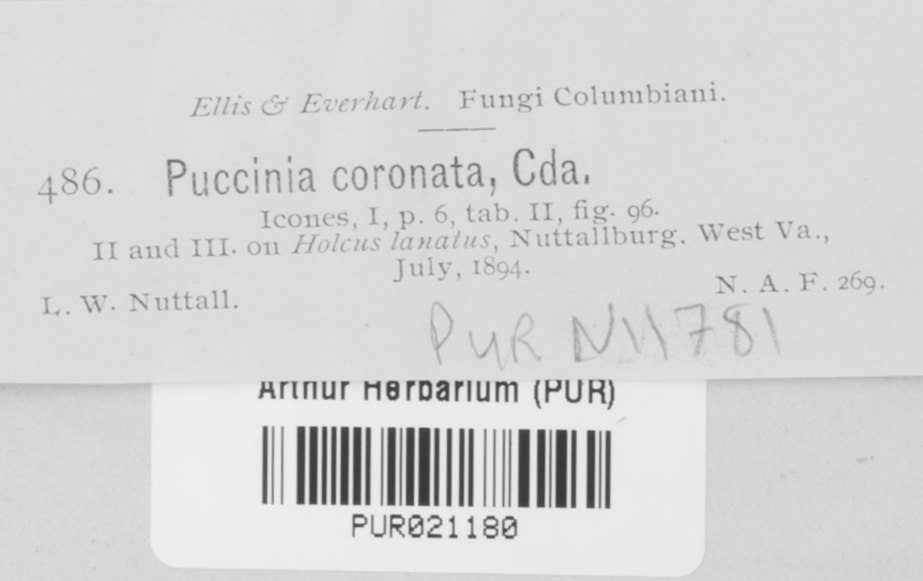 Ellis & Everhart. Fungi Columbiani.
486. Puccinia coronata, Cda.
Icones, I, p. 6, tab. II, fig. 96.
II and III. on Holcus lanatus, Nuttallburg. West Va.,
July, 1894.
L. W. Nuttall. N. A. F. 269.
PUR N11781
Arthur Herbarium (PUR)
PUR021180